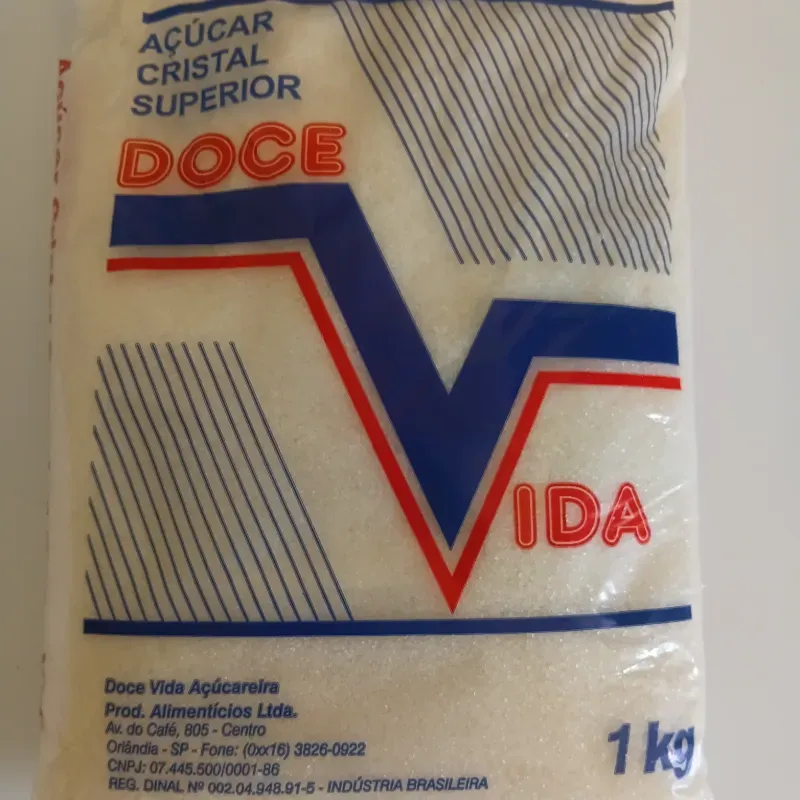 AÇÚCAR
CRISTAL
SUPERIOR
DOCE
VIDA
Doce Vida Açúcareira
Prod. Alimentícios Ltda.
Av. do Café, 805 - Centro
Orlândia - SP - Fone: (0xx16) 3826-0922
CNPJ: 07.445.500/0001-86
REG. DINAL Nº 002.04.948.91-5 - INDÚSTRIA BRASILEIRA
1 kg